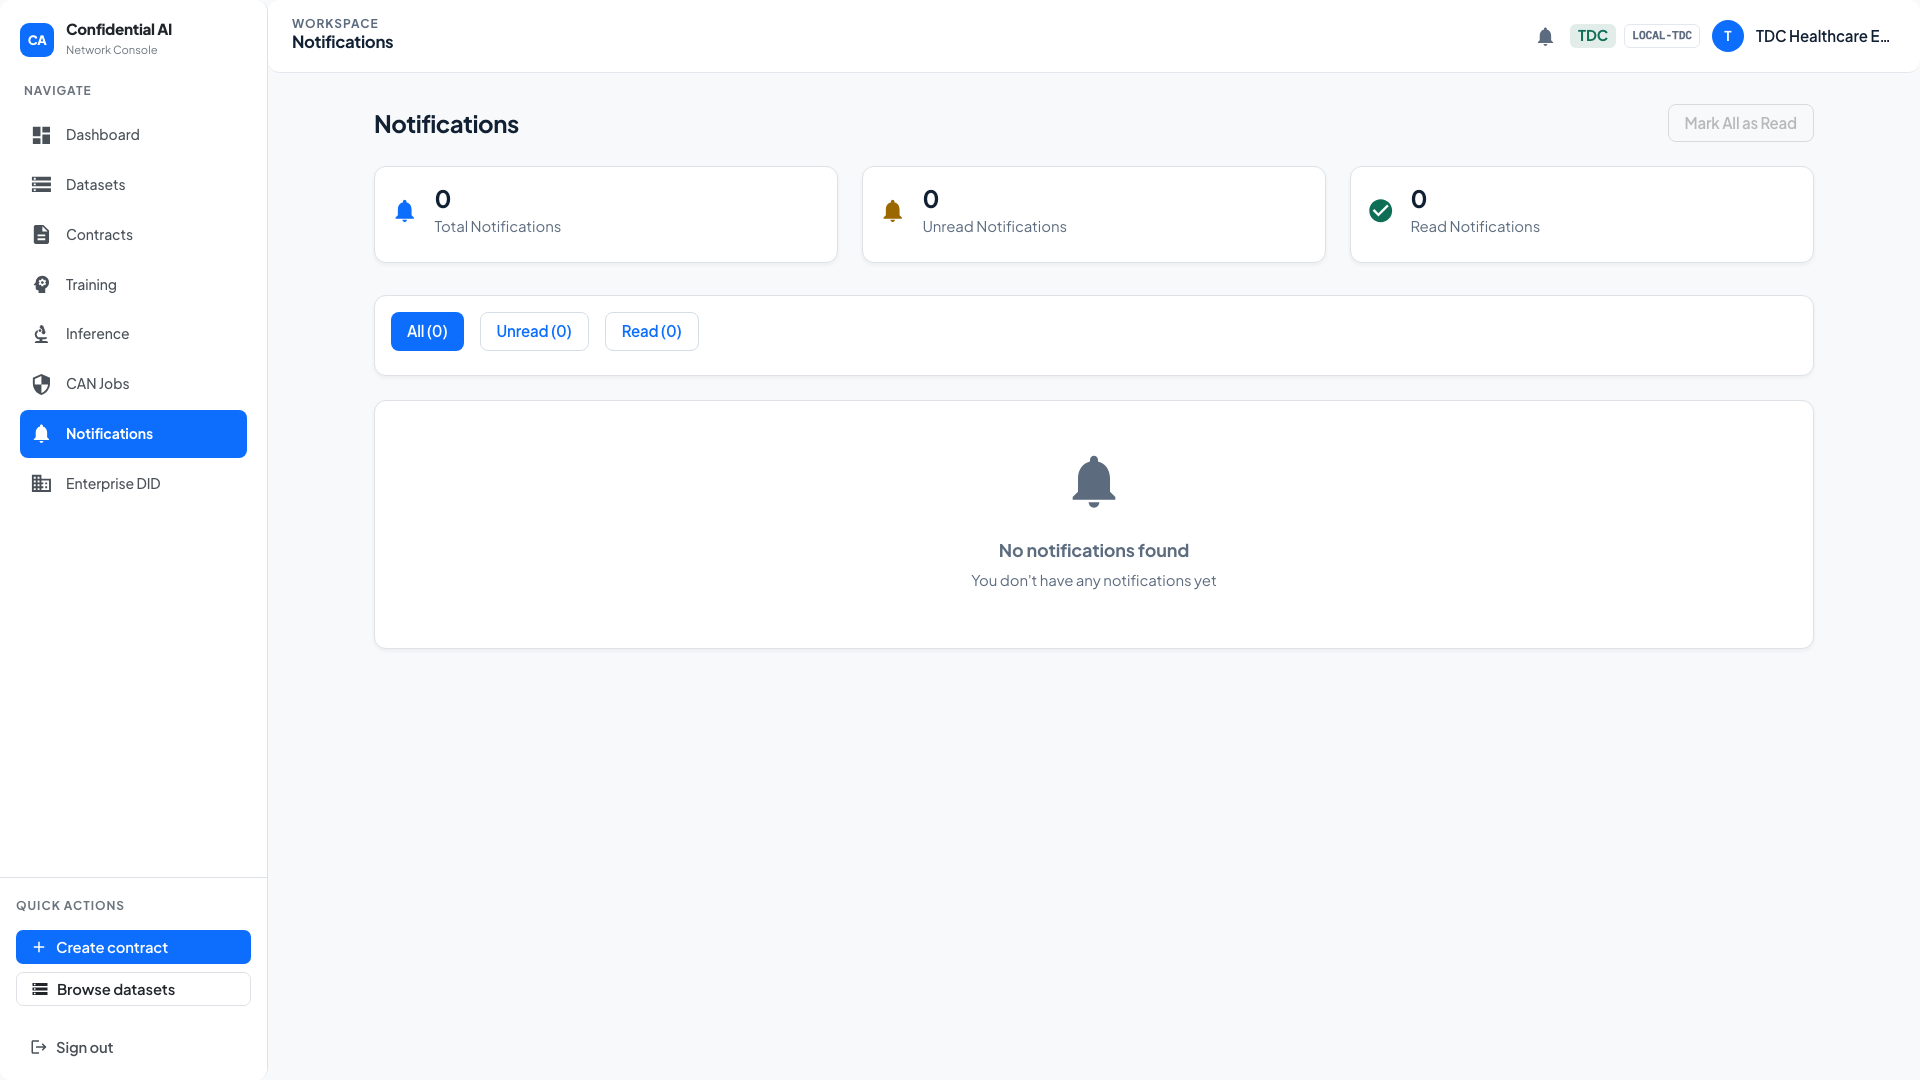 CA
Confidential AI
Network Console
NAVIGATE
Dashboard
Datasets
Contracts
Training
Inference
CAN Jobs
Notifications
Enterprise DID
QUICK ACTIONS
Create contract
Browse datasets
Sign out
WORKSPACE
Notifications
TDC
LOCAL-TDC
T
TDC Healthcare E...
Notifications
Mark All as Read
0
Total Notifications
0
Unread Notifications
0
Read Notifications
All (0)
Unread (0)
Read (0)
No notifications found
You don't have any notifications yet